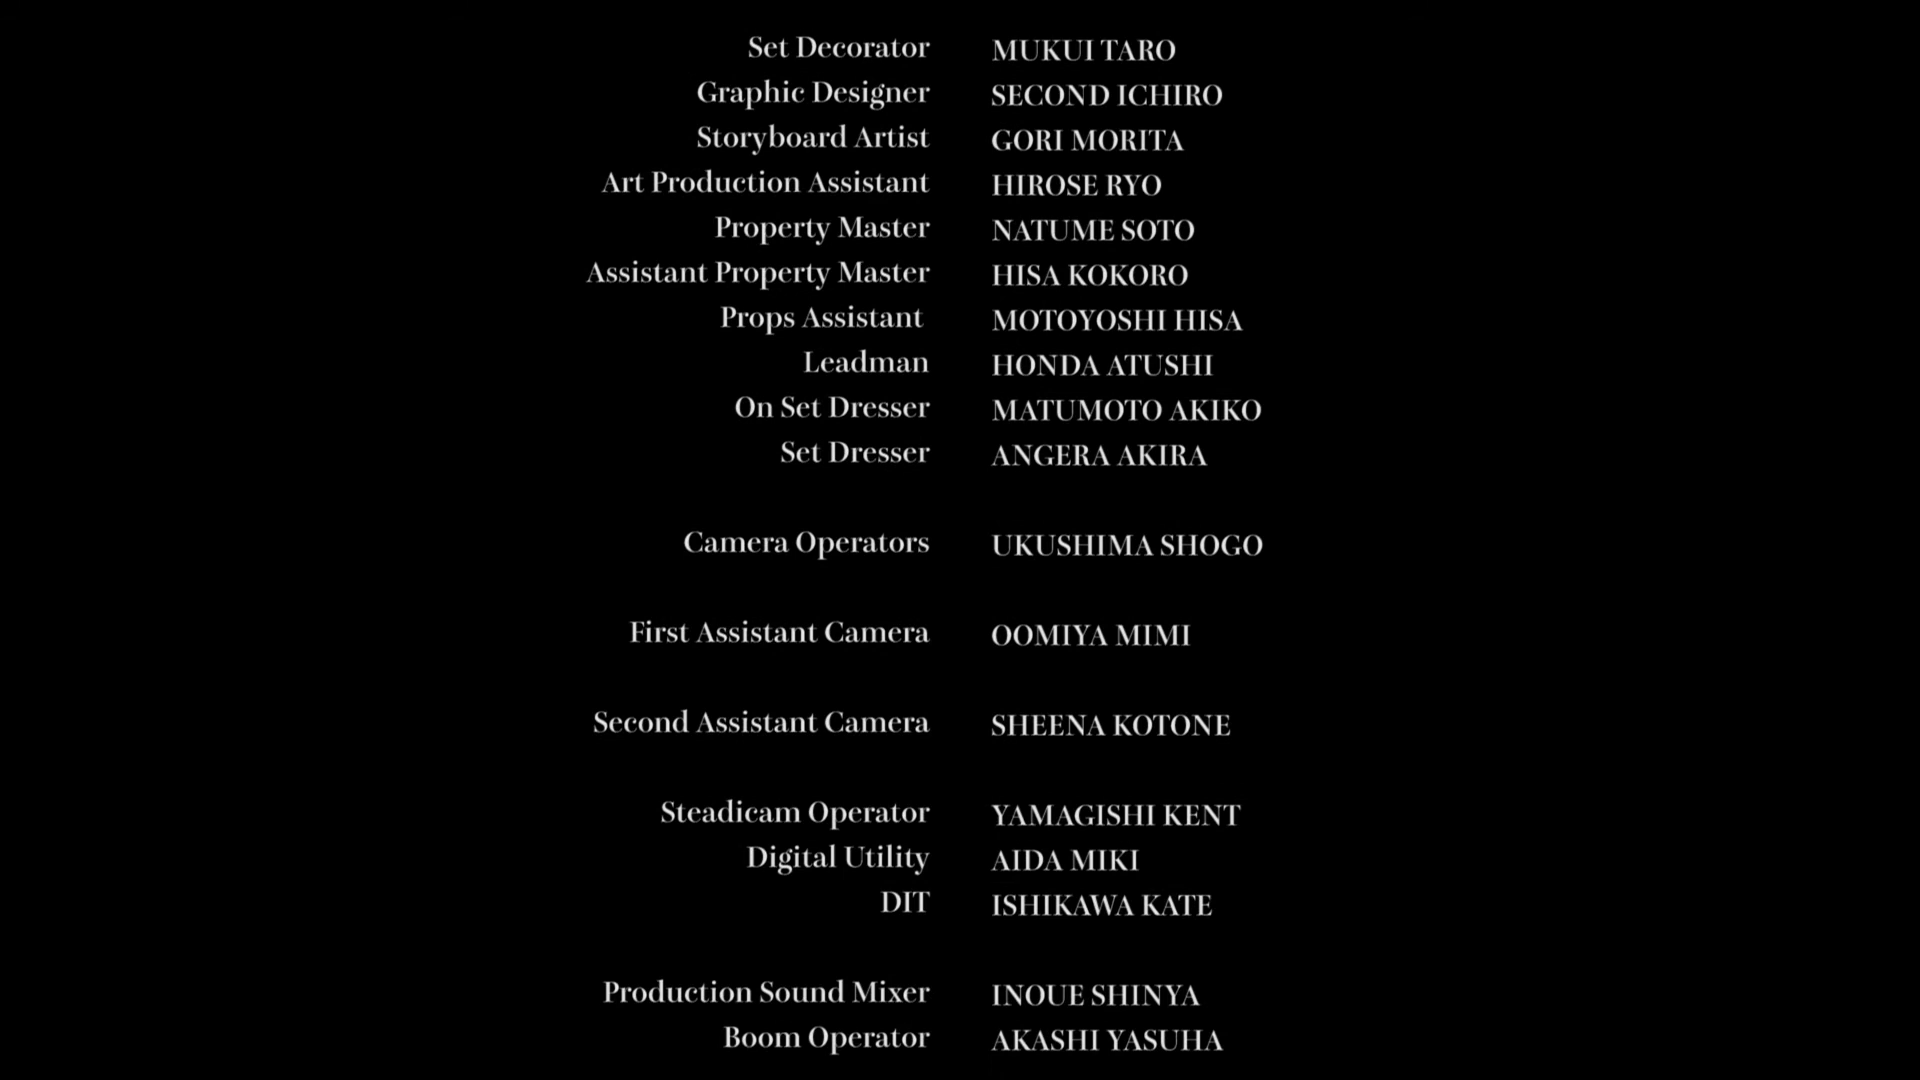 Set Decorator MUKUI TARO
Graphic Designer SECOND ICHIRO
Storyboard Artist GORI MORITA
Art Production Assistant HIROSE RYO
Property Master NATUME SOTO
Assistant Property Master HISA KOKORO
Props Assistant MOTOYOSHI HISA
Leadman HONDA ATUSHI
On Set Dresser MATUMOTO AKIKO
Set Dresser ANGERA AKIRA
Camera Operators UKUSHIMA SHOGO
First Assistant Camera OOMIYA MIMI
Second Assistant Camera SHEENA KOTONE
Steadicam Operator YAMAGISHI KENT
Digital Utility AIDA MIKI
DIT ISHIKAWA KATE
Production Sound Mixer INOUE SHINYA
Boom Operator AKASHI YASUHA